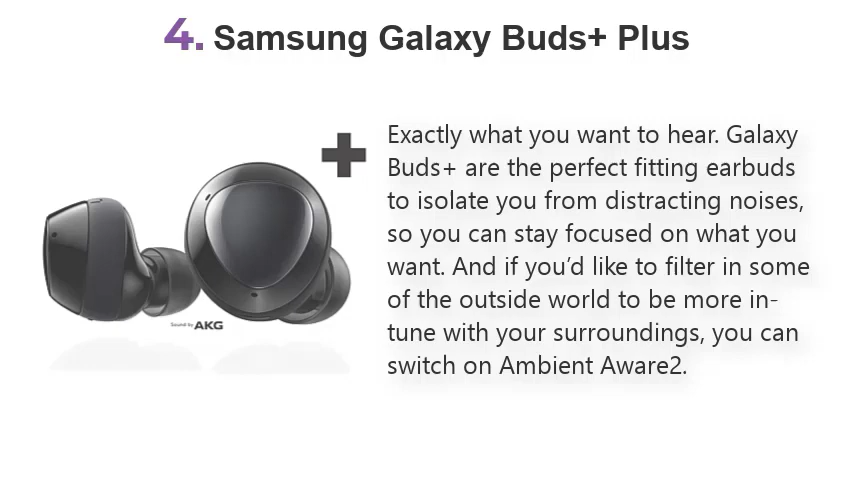 4. Samsung Galaxy Buds+ Plus
Exactly what you want to hear. Galaxy
Buds+ are the perfect fitting earbuds
to isolate you from distracting noises,
so you can stay focused on what you
want. And if you’d like to filter in some
of the outside world to be more in-
tune with your surroundings, you can
switch on Ambient Aware2.
Sound by AKG